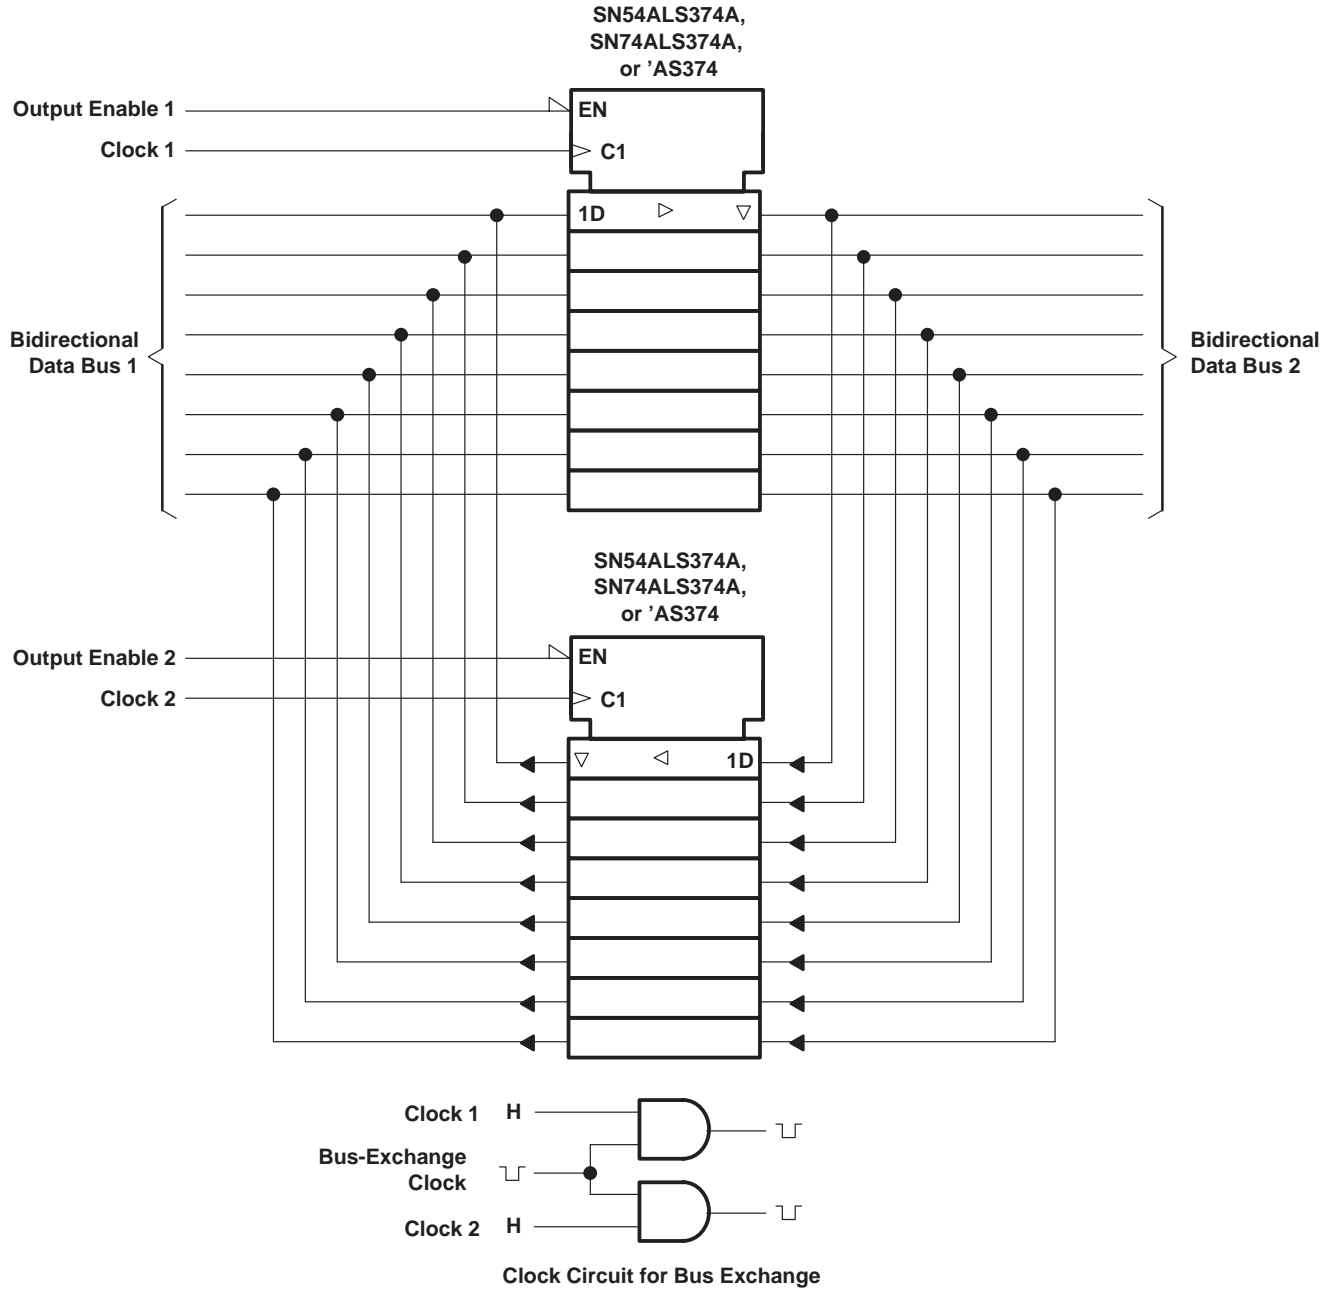 SN54ALS374A,
SN74ALS374A,
or ’AS374
Output Enable 1
EN
Clock 1
C1
1D
Bidirectional
Data Bus 1
Bidirectional
Data Bus 2
SN54ALS374A,
SN74ALS374A,
or ’AS374
Output Enable 2
EN
Clock 2
C1
1D
Clock 1 H
Bus-Exchange
Clock
Clock 2 H
Clock Circuit for Bus Exchange